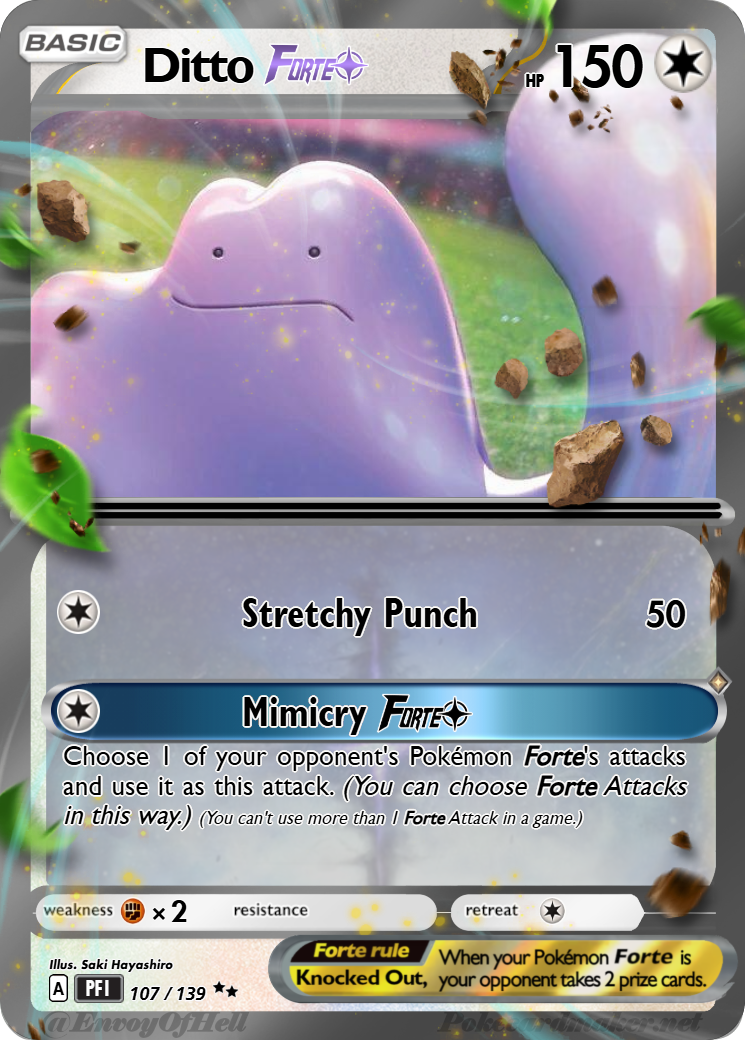 BASIC Ditto FORTE HP 150
Stretchy Punch 50
Mimicry FORTE
Choose 1 of your opponent's Pokémon Forte's attacks
and use it as this attack. (You can choose Forte Attacks
in this way.) (You can't use more than 1 Forte Attack in a game.)
weakness × 2 resistance retreat
Illus. Saki Hayashiro
A PFI 107 / 139
Forte rule When your Pokémon Forte is
Knocked Out, your opponent takes 2 prize cards.
@EnvoyOfHell Pokecardmaker.net